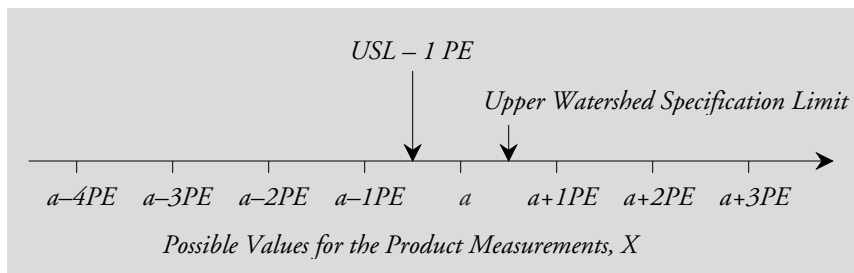 USL – 1 PE
Upper Watershed Specification Limit
a–4PE a–3PE a–2PE a–1PE a a+1PE a+2PE a+3PE
Possible Values for the Product Measurements, X